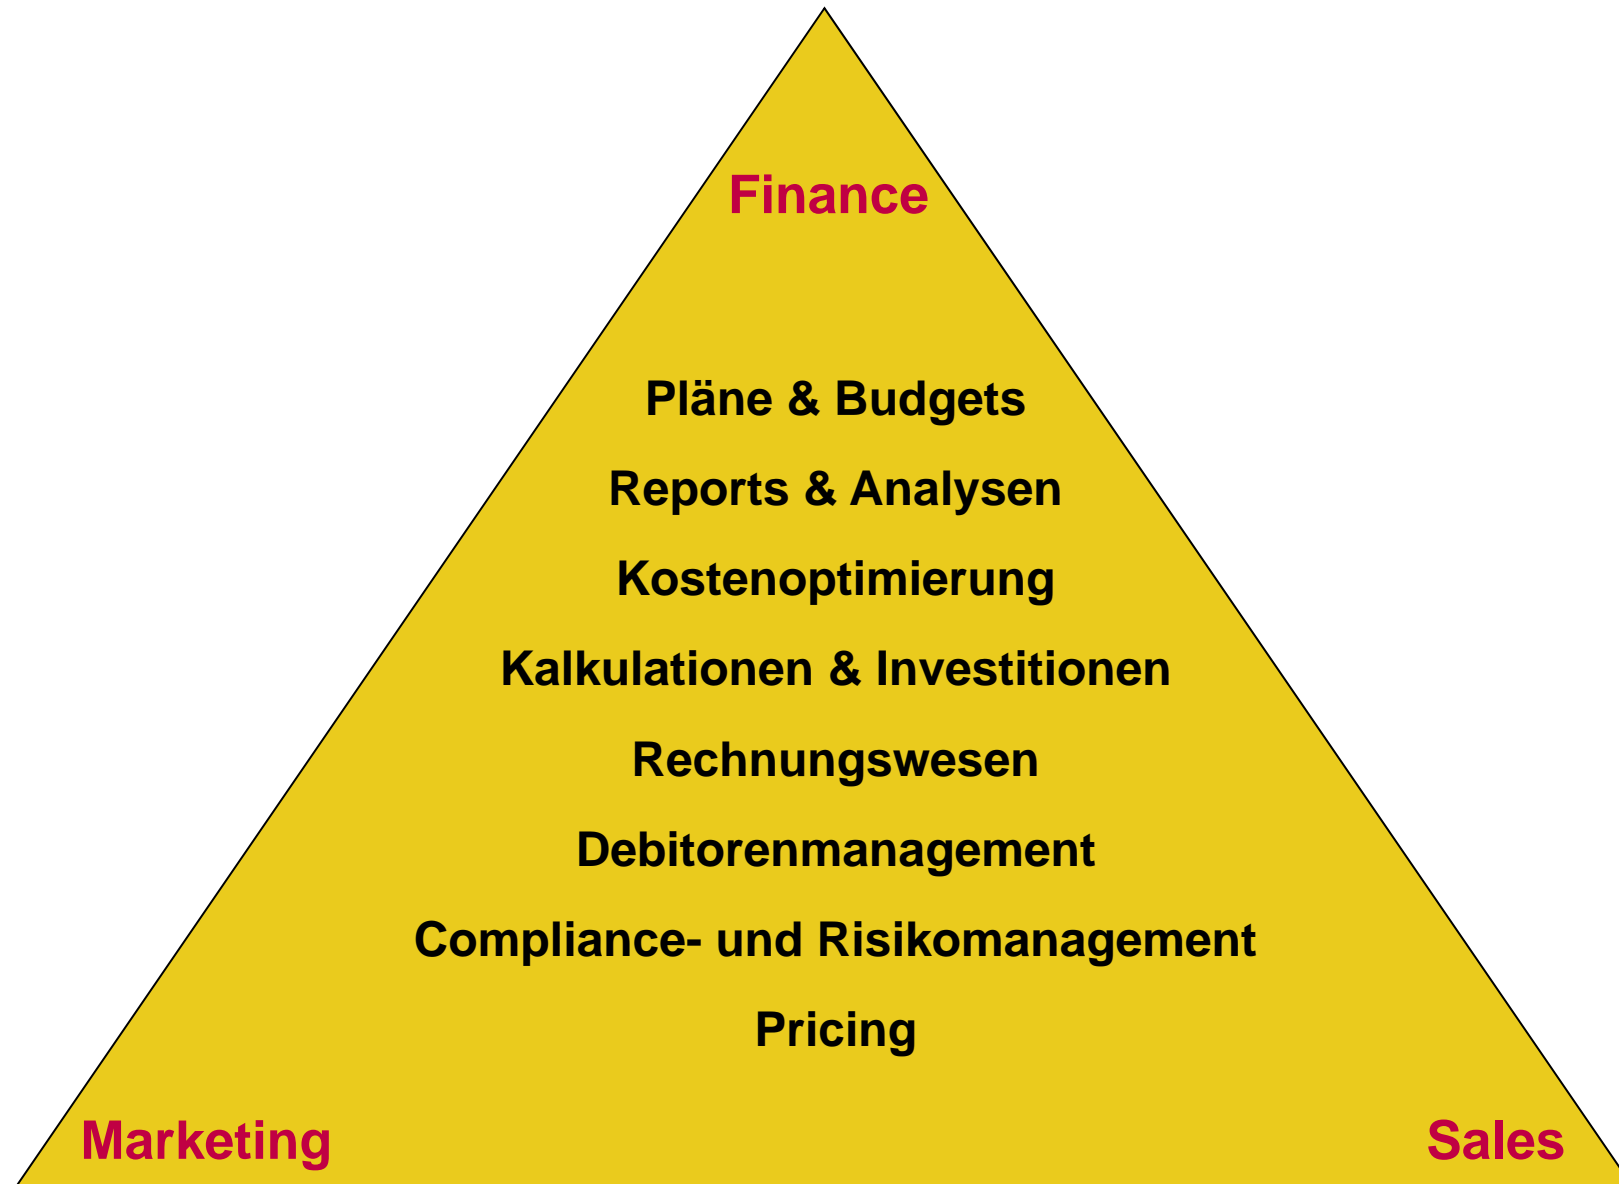 Finance
Pläne & Budgets
Reports & Analysen
Kostenoptimierung
Kalkulationen & Investitionen
Rechnungswesen
Debitorenmanagement
Compliance- und Risikomanagement
Pricing
Marketing
Sales